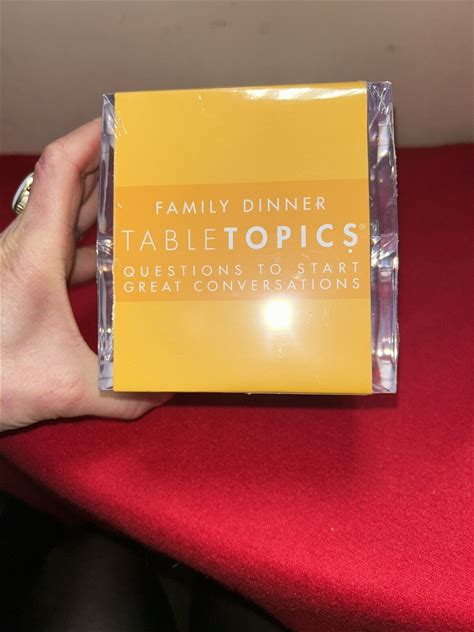 FAMILY DINNER
TABLETOPICS®
QUESTIONS TO START
GREAT CONVERSATIONS